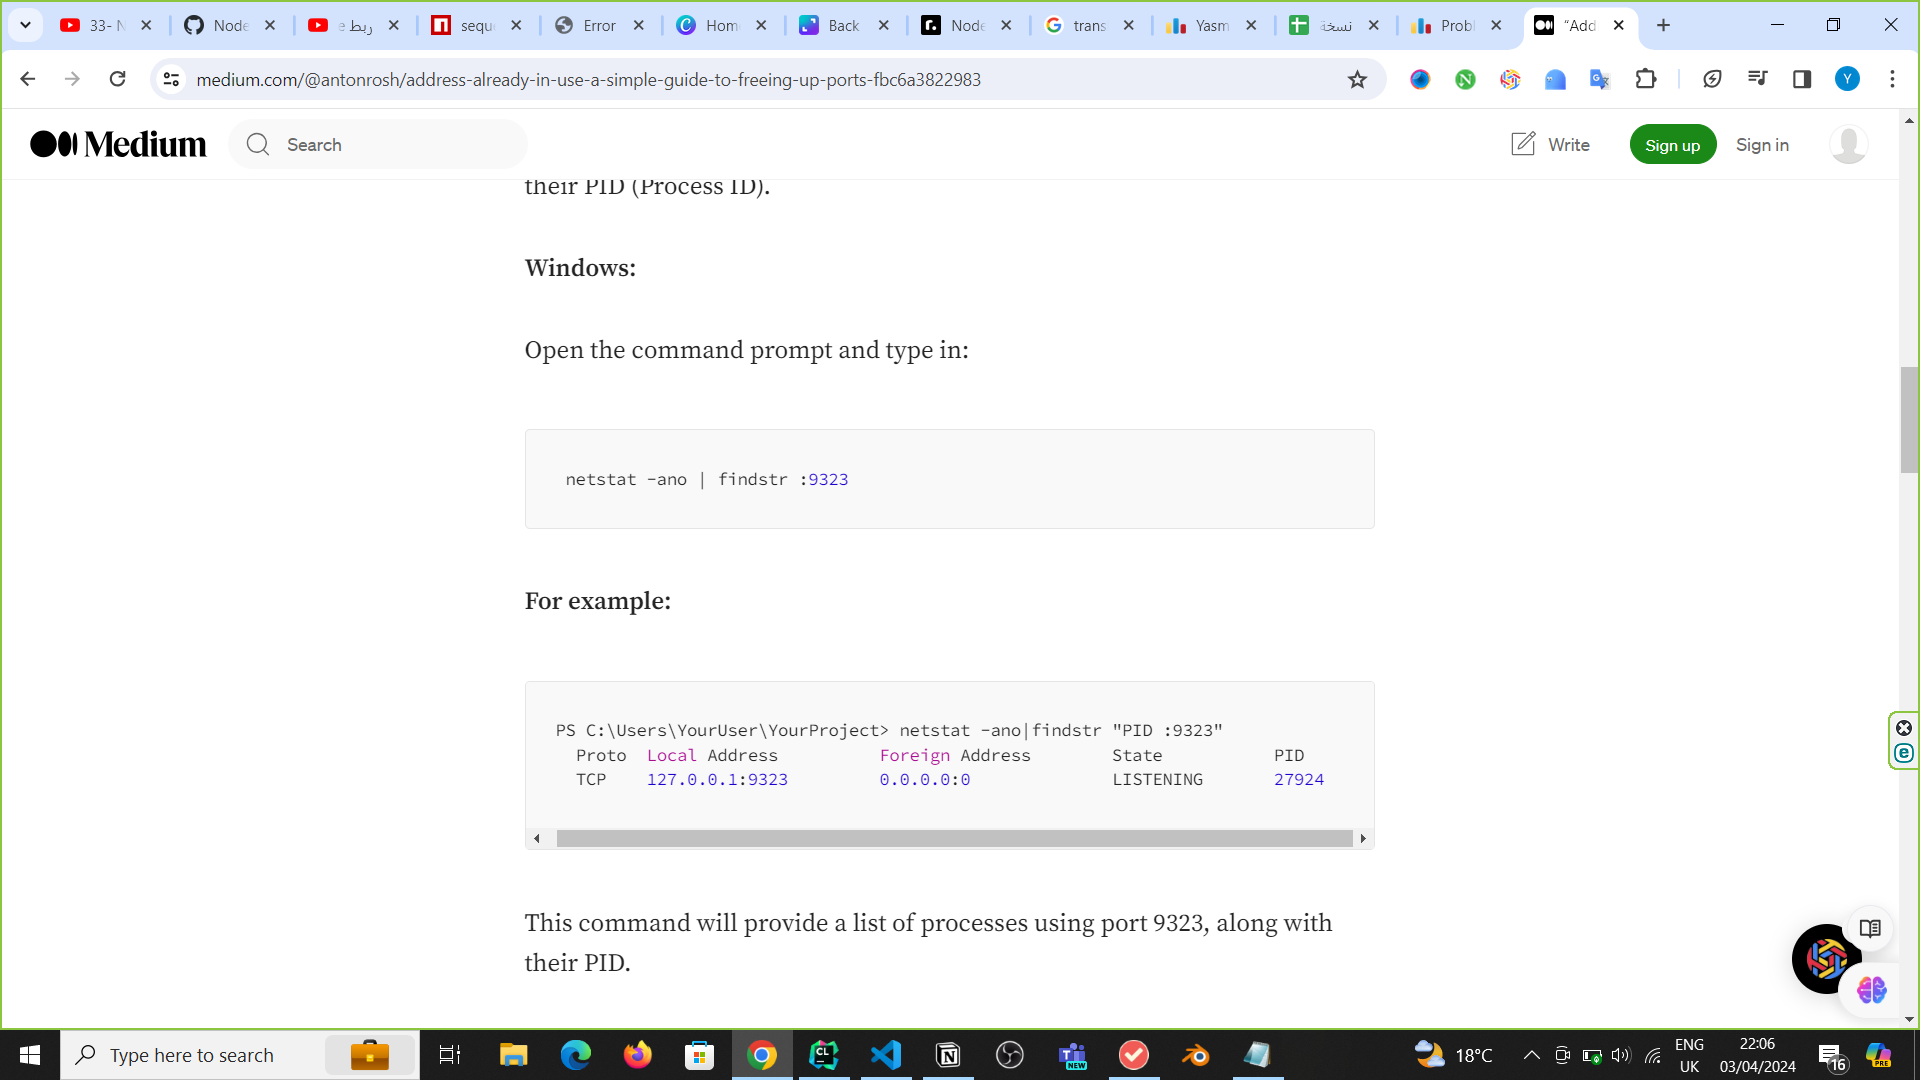 33- N
Node
ربط e
seque
Error
Home
Back
Node
trans
Yasm
نسخة
Probl
"Add
medium.com/@antonrosh/address-already-in-use-a-simple-guide-to-freeing-up-ports-fbc6a3822983
Y
Medium
Search
Write
Sign up
Sign in
their PID (Process ID).
Windows:
Open the command prompt and type in:
netstat -ano | findstr :9323
For example:
PS C:\Users\YourUser\YourProject> netstat -ano|findstr "PID :9323"
Proto Local Address Foreign Address State PID
TCP 127.0.0.1:9323 0.0.0.0:0 LISTENING 27924
This command will provide a list of processes using port 9323, along with
their PID.
Type here to search
18°C
ENG
UK
22:06
03/04/2024
16